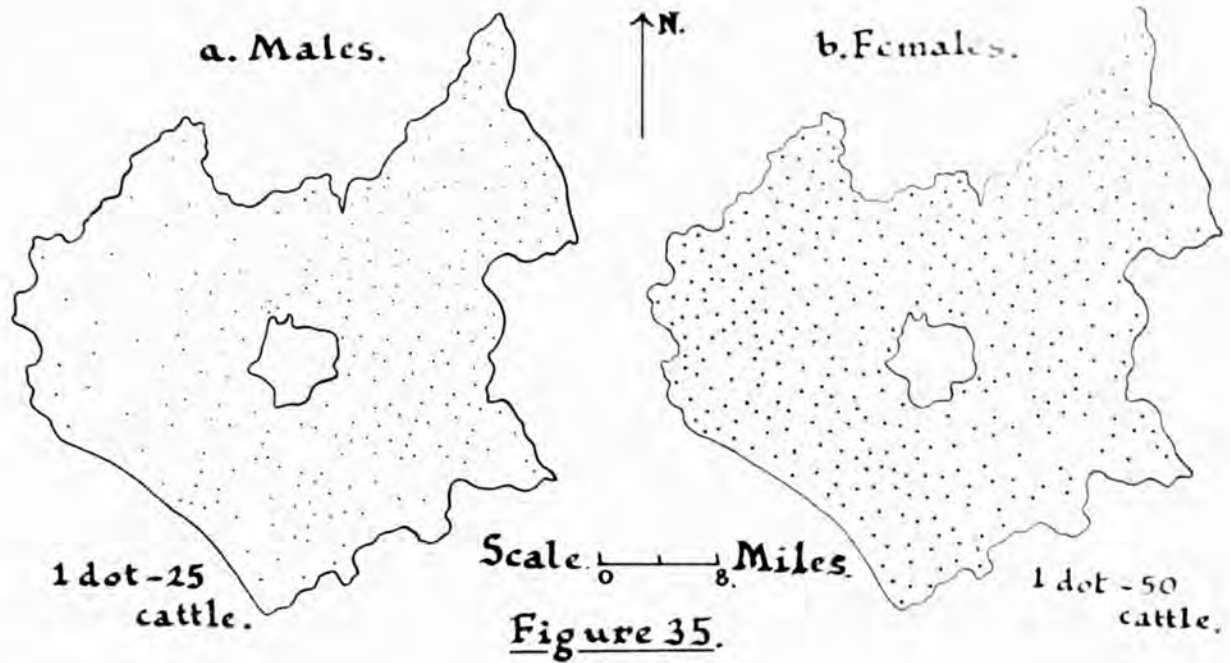 a. Males.
N.
b. Females.
1 dot - 25
cattle.
Scale.
0 8.
Miles.
1 dot - 50
cattle.
Figure 35.